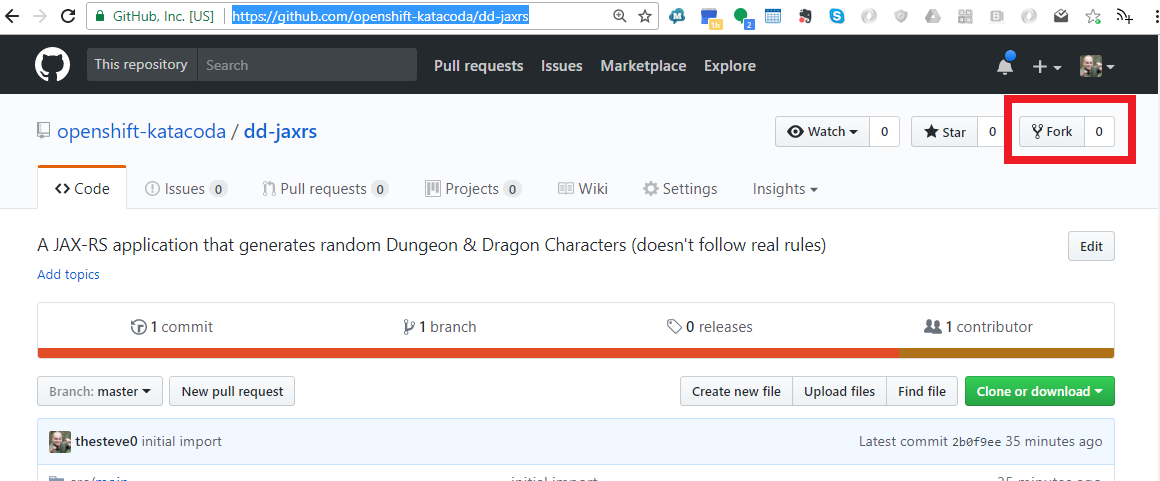 GitHub, Inc. [US] https://github.com/openshift-katacoda/dd-jaxrs
1h 2
This repository Search Pull requests Issues Marketplace Explore
openshift-katacoda / dd-jaxrs Watch 0 Star 0 Fork 0
Code Issues 0 Pull requests 0 Projects 0 Wiki Settings Insights
A JAX-RS application that generates random Dungeon & Dragon Characters (doesn't follow real rules) Edit
Add topics
1 commit 1 branch 0 releases 1 contributor
Branch: master New pull request Create new file Upload files Find file Clone or download
thesteve0 initial import Latest commit 2b0f9ee 35 minutes ago
src/main initial import 35 minutes ago